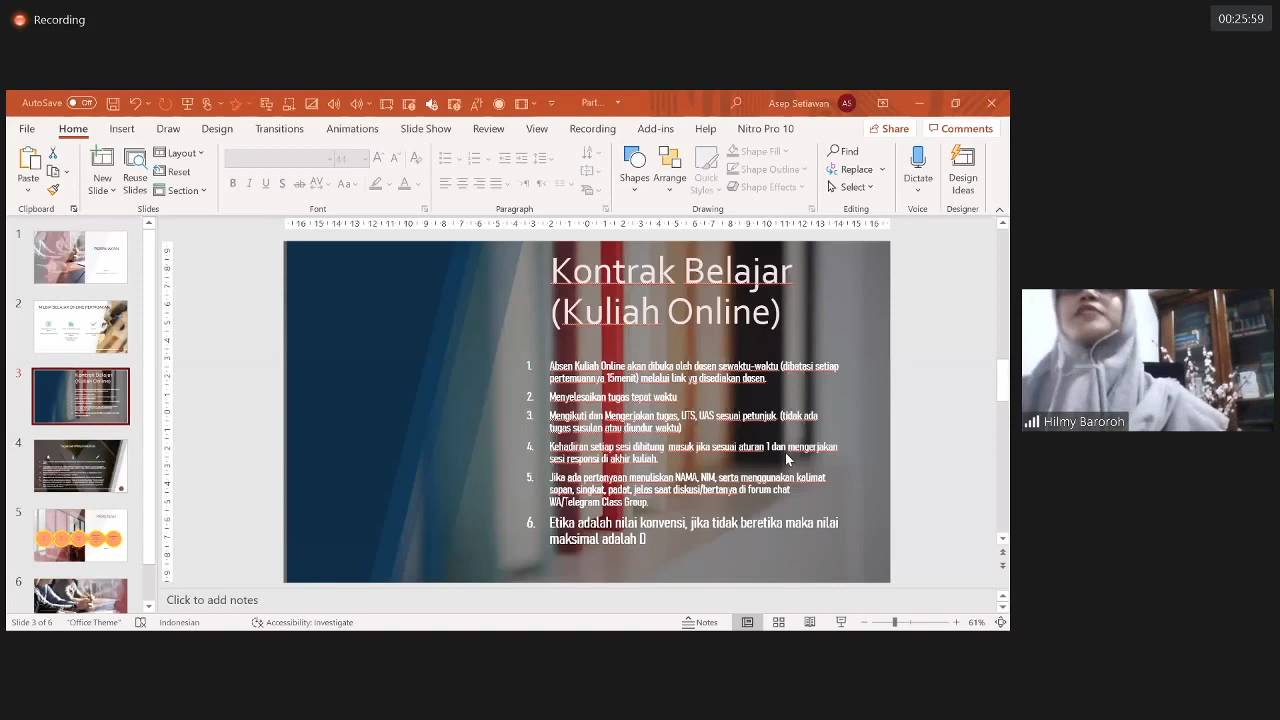 Recording
00:25:59
AutoSave Off
Part...
Asep Setiawan
AS
File Home Insert Draw Design Transitions Animations Slide Show Review View Recording Add-ins Help Nitro Pro 10 Share Comments
Paste
New Slide
Reuse Slides
Layout
Reset
Section
44
Shapes
Arrange
Quick Styles
Shape Fill
Shape Outline
Shape Effects
Find
Replace
Select
Dictate
Design Ideas
Clipboard Slides Font Paragraph Drawing Editing Voice Designer
1
2
3
4
5
6
Kontrak Belajar
(Kuliah Online)
1. Absen Kuliah Online akan dibuka oleh dosen sewaktu-waktu (dibatasi setiap
pertemuannya 15menit) melalui link yg disediakan dosen.
2. Menyelesaikan tugas tepat waktu
3. Mengikuti dan Mengerjakan tugas, UTS, UAS sesuai petunjuk. (tidak ada
tugas susulan atau diundur waktu)
4. Kehadiran setiap sesi dihitung masuk jika sesuai aturan 1 dan mengerjakan
sesi responsi di akhir kuliah.
5. Jika ada pertanyaan menuliskan NAMA, NIM, serta menggunakan kalimat
sopan, singkat, padat, jelas saat diskusi/bertanya di forum chat
WA/Telegram Class Group.
6. Etika adalah nilai konvensi, jika tidak beretika maka nilai
maksimal adalah D
Hilmy Baroroh
Click to add notes
Slide 3 of 6 "Office Theme" Indonesian Accessibility: Investigate Notes 61%